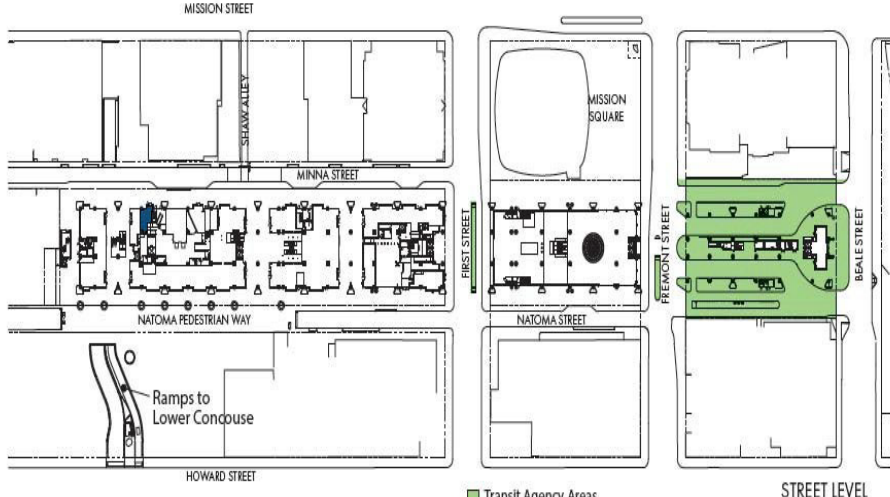 MISSION STREET
SHAW ALLEY
MISSION
SQUARE
MINNA STREET
FIRST STREET
FREMONT STREET
BEALE STREET
NATOMA PEDESTRIAN WAY
NATOMA STREET
Ramps to
Lower Concouse
HOWARD STREET
Transit Agency Areas
STREET LEVEL